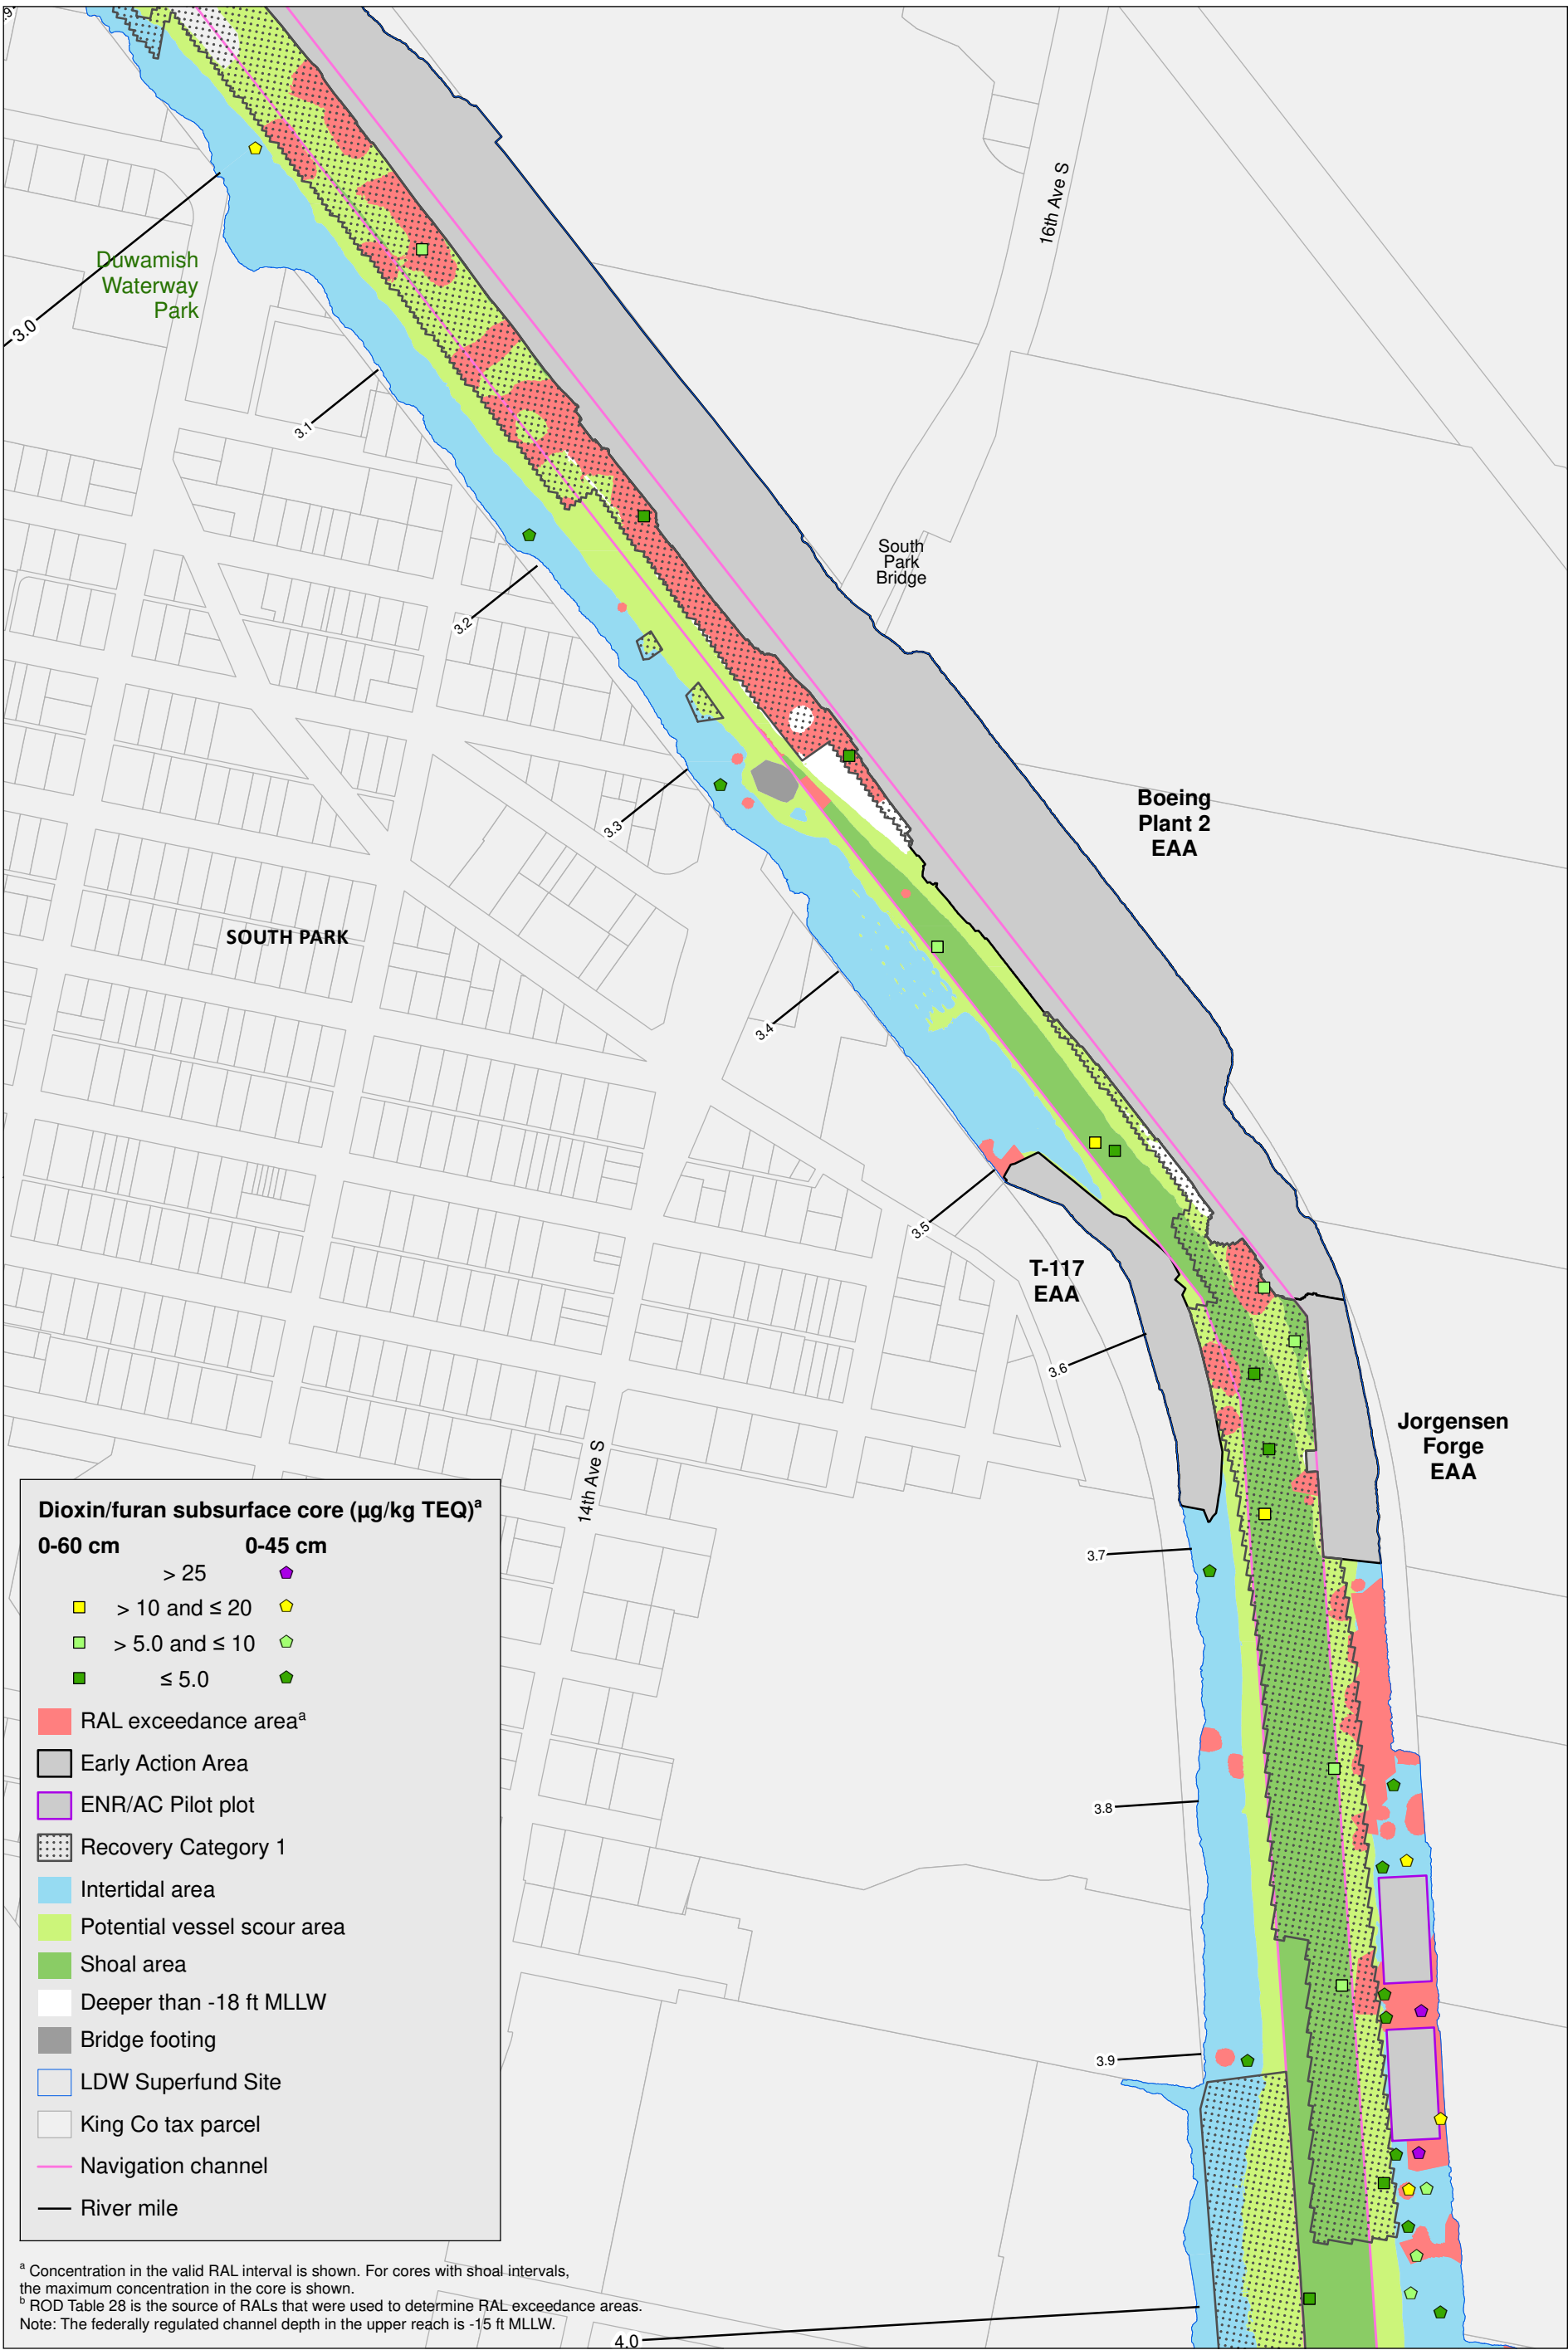 16th Ave S
Duwamish
Waterway
Park
3.0
3.1
South
Park
Bridge
3.2
Boeing
Plant 2
EAA
3.3
SOUTH PARK
3.4
3.5
T-117
EAA
3.6
Jorgensen
Forge
EAA
14th Ave S
3.7
3.8
3.9
4.0
Dioxin/furan subsurface core (µg/kg TEQ)a
0-60 cm 0-45 cm
> 25
> 10 and ≤ 20
> 5.0 and ≤ 10
≤ 5.0
RAL exceedance areaa
Early Action Area
ENR/AC Pilot plot
Recovery Category 1
Intertidal area
Potential vessel scour area
Shoal area
Deeper than -18 ft MLLW
Bridge footing
LDW Superfund Site
King Co tax parcel
Navigation channel
River mile
a Concentration in the valid RAL interval is shown. For cores with shoal intervals,
the maximum concentration in the core is shown.
b ROD Table 28 is the source of RALs that were used to determine RAL exceedance areas.
Note: The federally regulated channel depth in the upper reach is -15 ft MLLW.